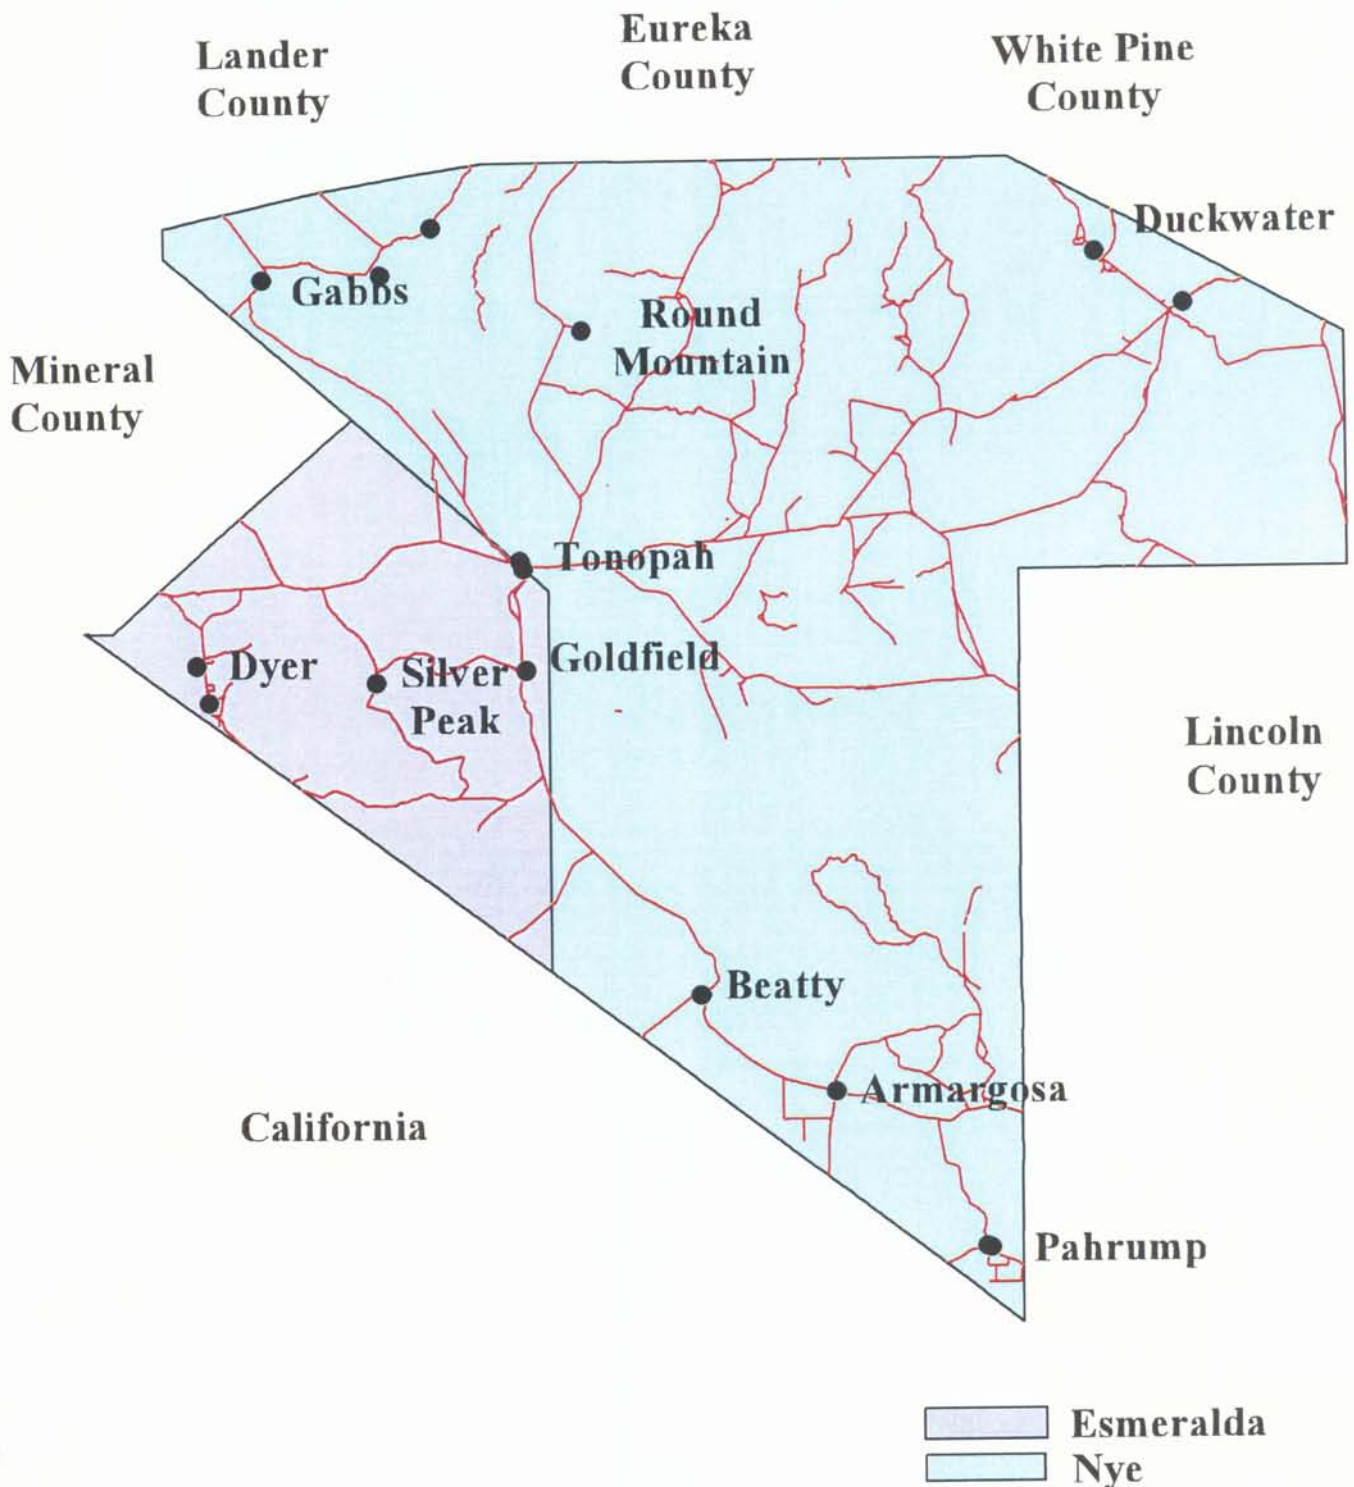 Lander
County
Eureka
County
White Pine
County
Duckwater
Gabbs
Round
Mountain
Mineral
County
Tonopah
Goldfield
Dyer
Silver
Peak
Lincoln
County
Beatty
Armargosa
California
Pahrump
Esmeralda
Nye